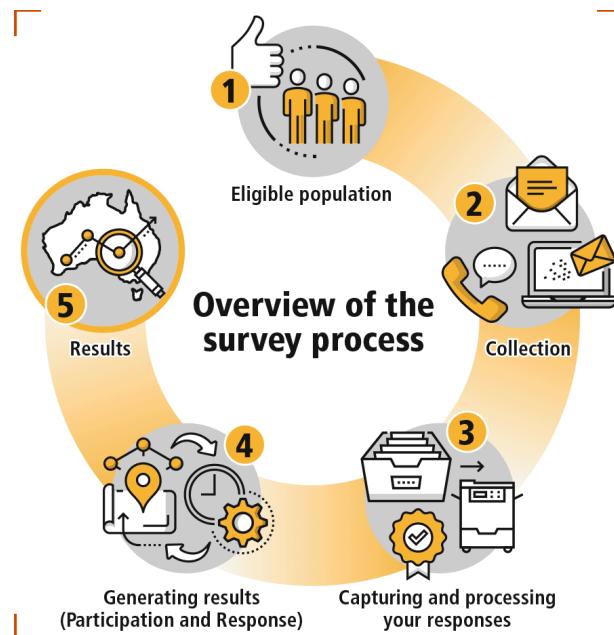 1
Eligible population
2
Collection
3
Capturing and processing
your responses
4
Generating results
(Participation and Response)
5
Results
Overview of the
survey process